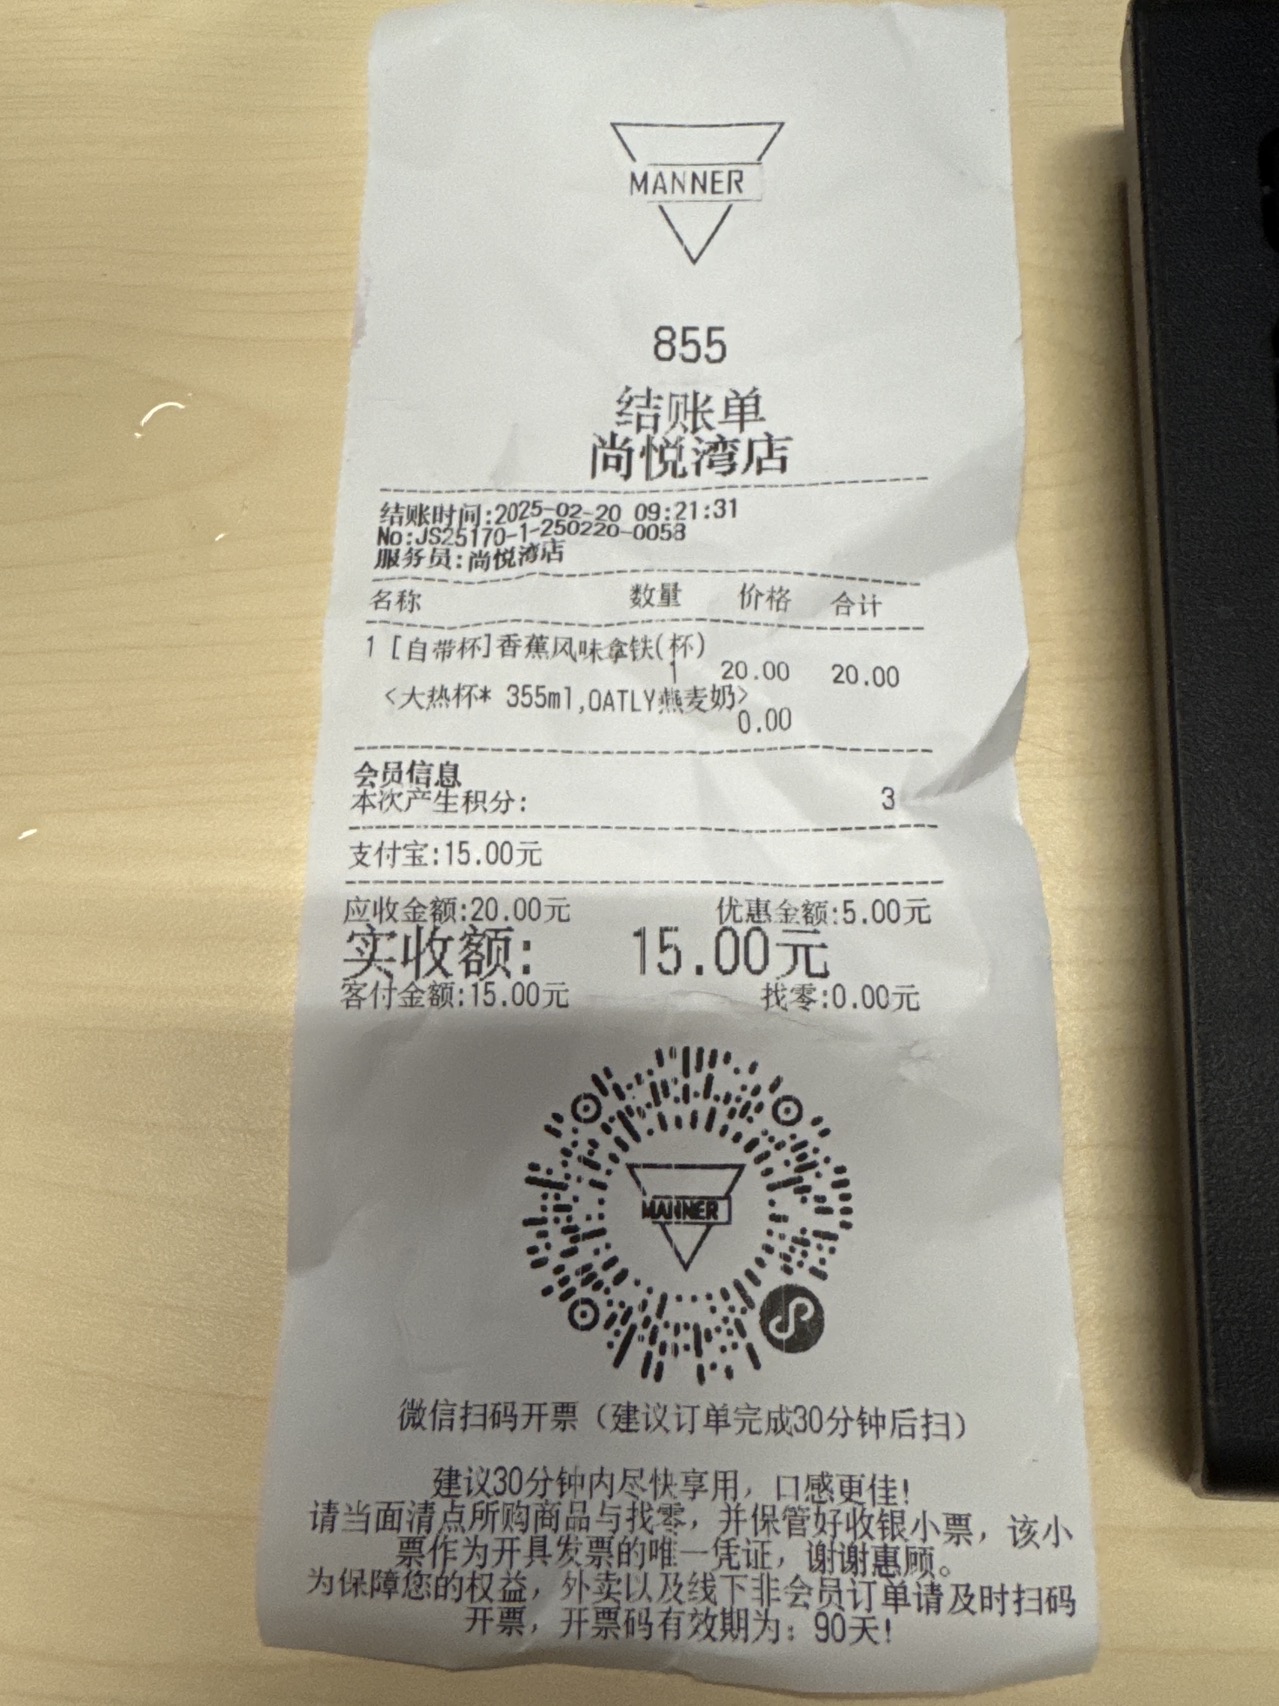 MANNER
855
结账单
尚悦湾店
结账时间:2025-02-20 09:21:31
No:JS25170-1-250220-0058
服务员:尚悦湾店
名称 数量 价格 合计
1 [自带杯]香蕉风味拿铁(杯)
1 20.00 20.00
<大热杯* 355ml,OATLY燕麦奶>
0.00
会员信息
本次产生积分: 3
支付宝:15.00元
应收金额:20.00元 优惠金额:5.00元
实收额: 15.00元
客付金额:15.00元 找零:0.00元
MANNER
微信扫码开票（建议订单完成30分钟后扫）
建议30分钟内尽快享用，口感更佳!
请当面清点所购商品与找零，并保管好收银小票，该小
票作为开具发票的唯一凭证，谢谢惠顾。
为保障您的权益，外卖以及线下非会员订单请及时扫码
开票，开票码有效期为：90天!